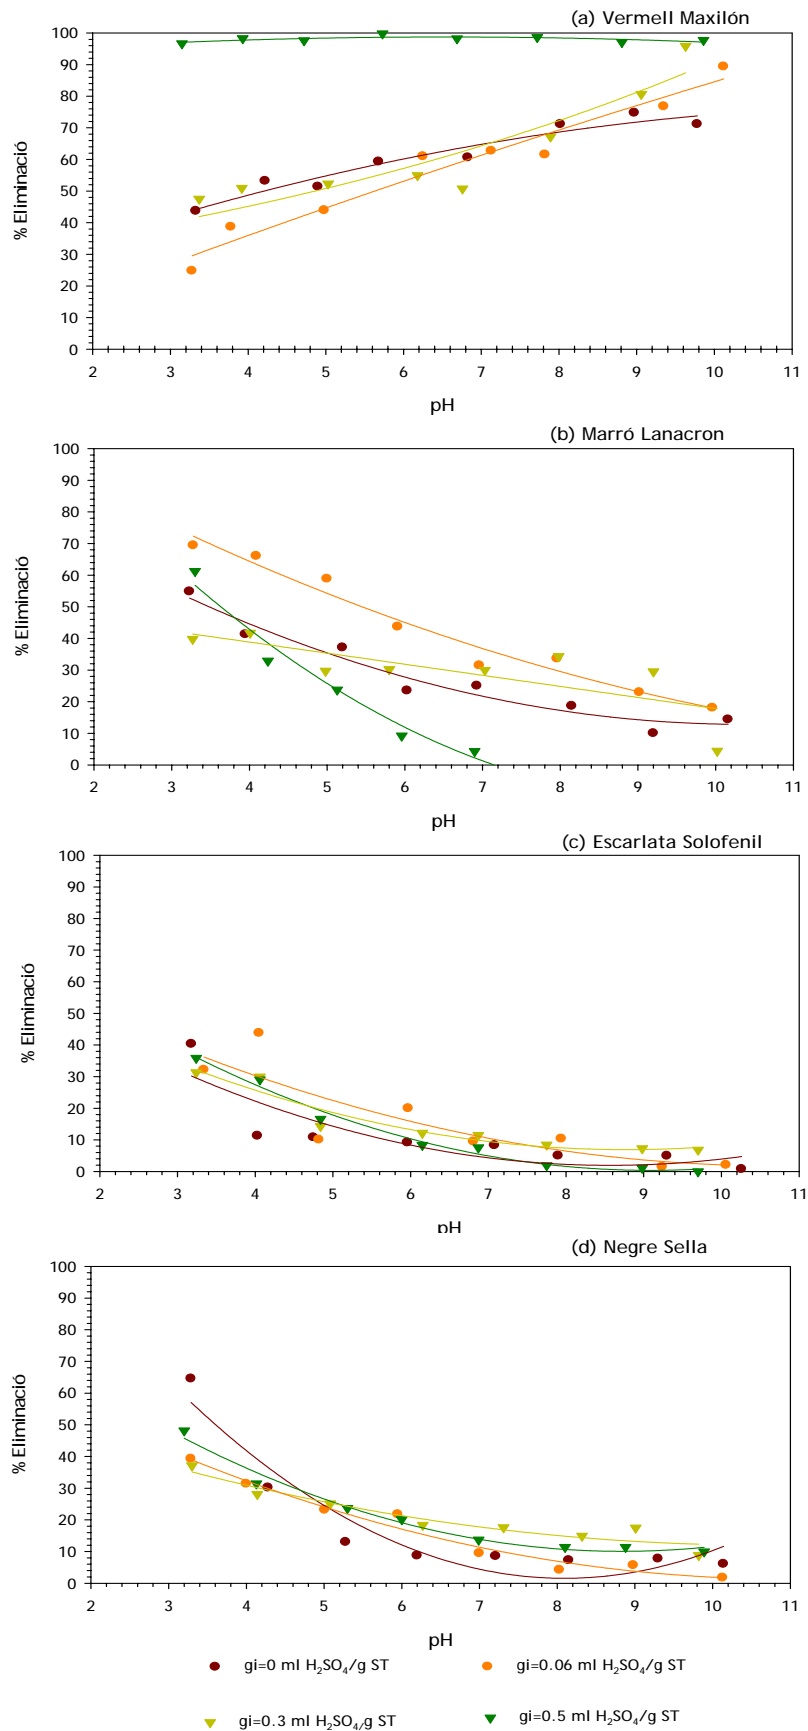 (a) Vermell Maxilón
100
90
80
70
60
50
40
30
20
10
0
% Eliminació
2 3 4 5 6 7 8 9 10 11
pH
(b) Marró Lanacron
100
90
80
70
60
50
40
30
20
10
0
% Eliminació
2 3 4 5 6 7 8 9 10 11
pH
(c) Escarlata Solofenil
100
90
80
70
60
50
40
30
20
10
0
% Eliminació
2 3 4 5 6 7 8 9 10 11
pH
(d) Negre Sella
100
90
80
70
60
50
40
30
20
10
0
% Eliminació
2 3 4 5 6 7 8 9 10 11
pH
gi=0 ml H₂SO₄/g ST gi=0.06 ml H₂SO₄/g ST
gi=0.3 ml H₂SO₄/g ST gi=0.5 ml H₂SO₄/g ST